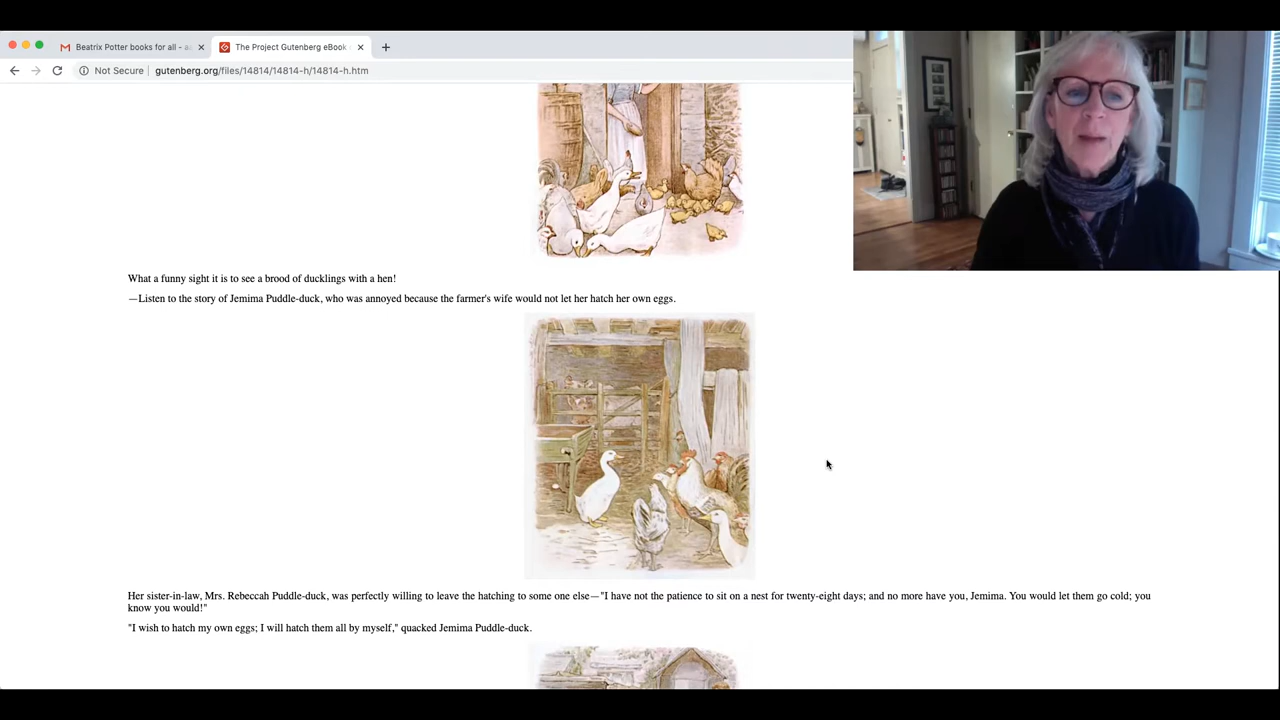 Beatrix Potter books for all - a
The Project Gutenberg eBook
Not Secure
gutenberg.org/files/14814/14814-h/14814-h.htm
What a funny sight it is to see a brood of ducklings with a hen!
—Listen to the story of Jemima Puddle-duck, who was annoyed because the farmer's wife would not let her hatch her own eggs.
Her sister-in-law, Mrs. Rebeccah Puddle-duck, was perfectly willing to leave the hatching to some one else—"I have not the patience to sit on a nest for twenty-eight days; and no more have you, Jemima. You would let them go cold; you
know you would!"
"I wish to hatch my own eggs; I will hatch them all by myself," quacked Jemima Puddle-duck.